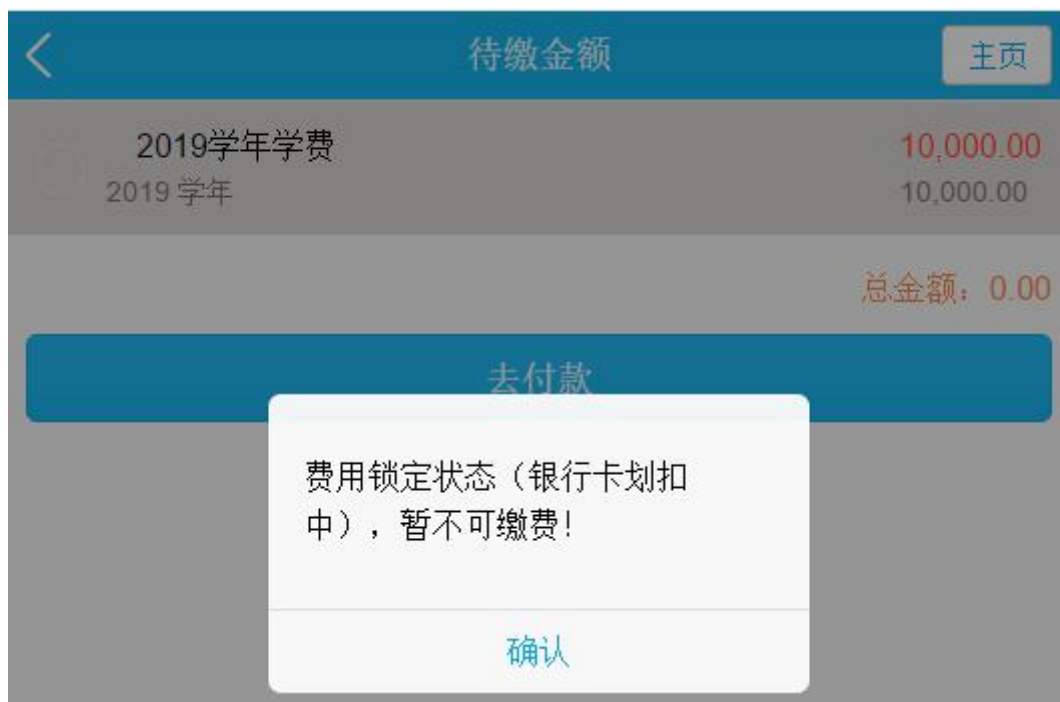 待缴金额
主页
2019学年学费
10,000.00
2019 学年
10,000.00
总金额：0.00
去付款
费用锁定状态（银行卡划扣
中），暂不可缴费！
确认